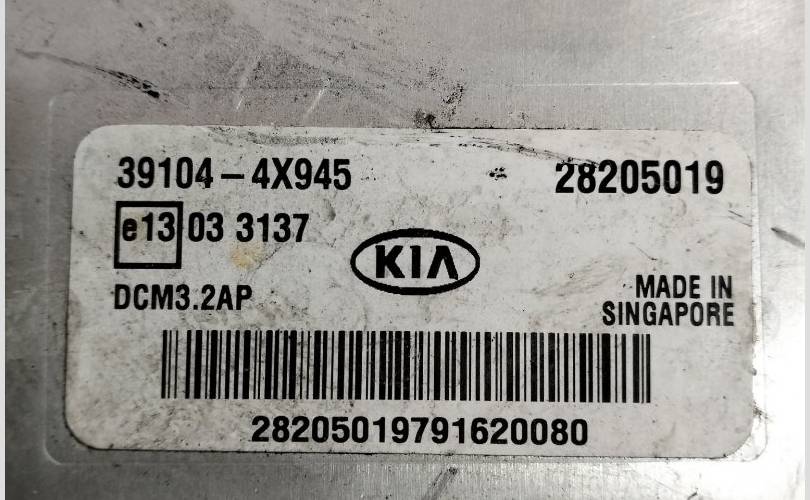 39104-4X945 28205019
e13 03 3137
KIA
DCM3.2AP
MADE IN
SINGAPORE
28205019791620080